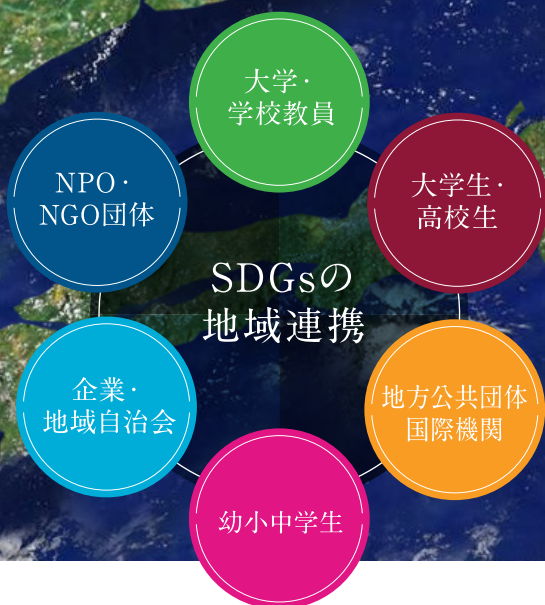 大学・
学校教員
NPO・
NGO団体
大学生・
高校生
SDGsの
地域連携
企業・
地域自治会
地方公共団体
国際機関
幼小中学生